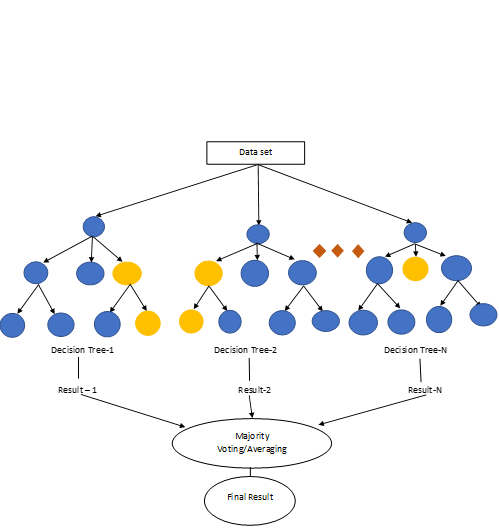 Data set
Decision Tree-1
Decision Tree-2
Decision Tree-N
Result – 1
Result-2
Result-N
Majority
Voting/Averaging
Final Result